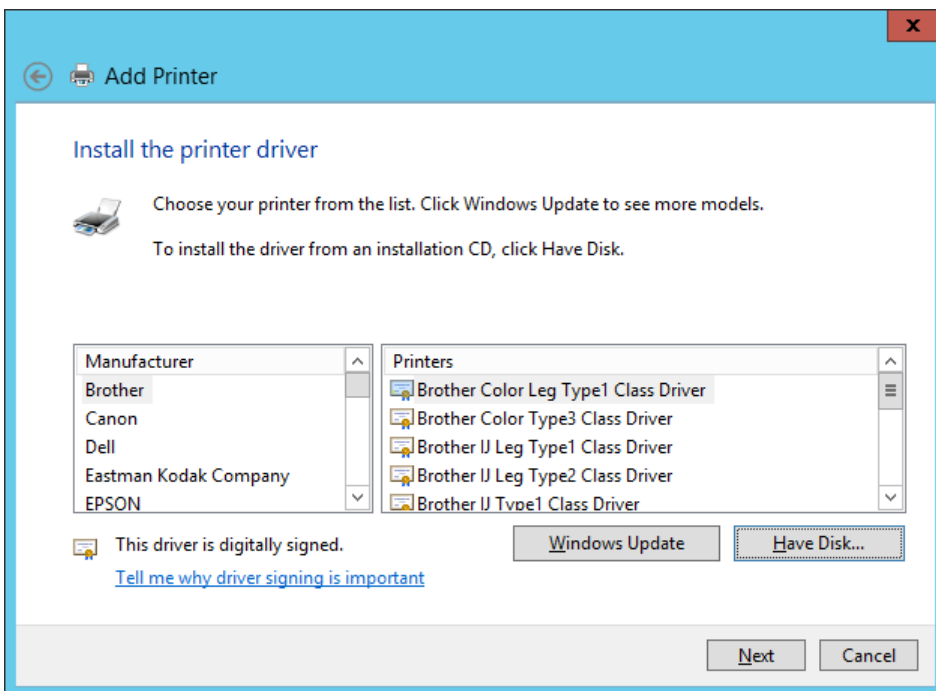 x
Add Printer
Install the printer driver
Choose your printer from the list. Click Windows Update to see more models.
To install the driver from an installation CD, click Have Disk.
Manufacturer
Brother
Canon
Dell
Eastman Kodak Company
EPSON
Printers
Brother Color Leg Type1 Class Driver
Brother Color Type3 Class Driver
Brother IJ Leg Type1 Class Driver
Brother IJ Leg Type2 Class Driver
Brother IJ Type1 Class Driver
This driver is digitally signed.
Tell me why driver signing is important
Windows Update
Have Disk...
Next
Cancel